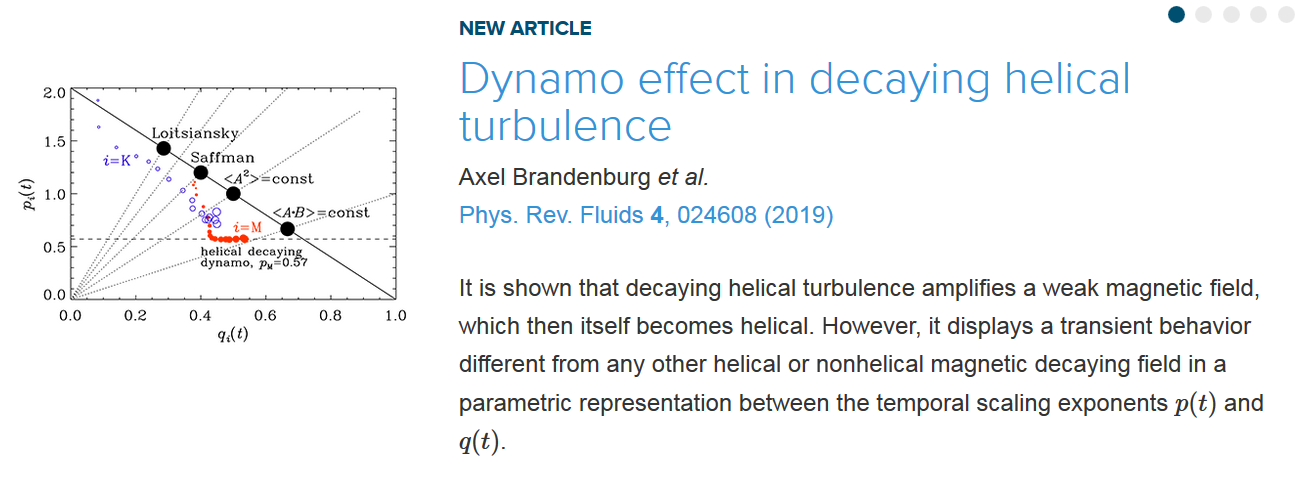 NEW ARTICLE
Dynamo effect in decaying helical
turbulence
Axel Brandenburg et al.
Phys. Rev. Fluids 4, 024608 (2019)
It is shown that decaying helical turbulence amplifies a weak magnetic field,
which then itself becomes helical. However, it displays a transient behavior
different from any other helical or nonhelical magnetic decaying field in a
parametric representation between the temporal scaling exponents p(t) and
q(t).
2.0
1.5
1.0
0.5
0.0
pᵢ(t)
Loitsiansky
i=K
Saffman
<A²>=const
<A·B>=const
i=M
helical decaying
dynamo, p_M=0.57
0.0 0.2 0.4 0.6 0.8 1.0
qᵢ(t)